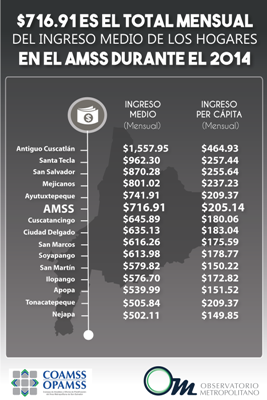 $716.91 ES EL TOTAL MENSUAL
DEL INGRESO MEDIO DE LOS HOGARES
EN EL AMSS DURANTE EL 2014
INGRESO MEDIO (Mensual)
INGRESO PER CÁPITA (Mensual)
Antiguo Cuscatlán $1,557.95 $464.93
Santa Tecla $962.30 $257.44
San Salvador $870.28 $255.64
Mejicanos $801.02 $237.23
Ayutuxtepeque $741.91 $209.37
AMSS $716.91 $205.14
Cuscatancingo $645.89 $180.06
Ciudad Delgado $635.13 $183.04
San Marcos $616.26 $175.59
Soyapango $613.98 $178.77
San Martín $579.82 $150.22
Ilopango $576.70 $172.82
Apopa $539.99 $151.52
Tonacatepeque $505.84 $209.37
Nejapa $502.11 $149.85
COAMSS
OPAMSS
Om OBSERVATORIO
METROPOLITANO